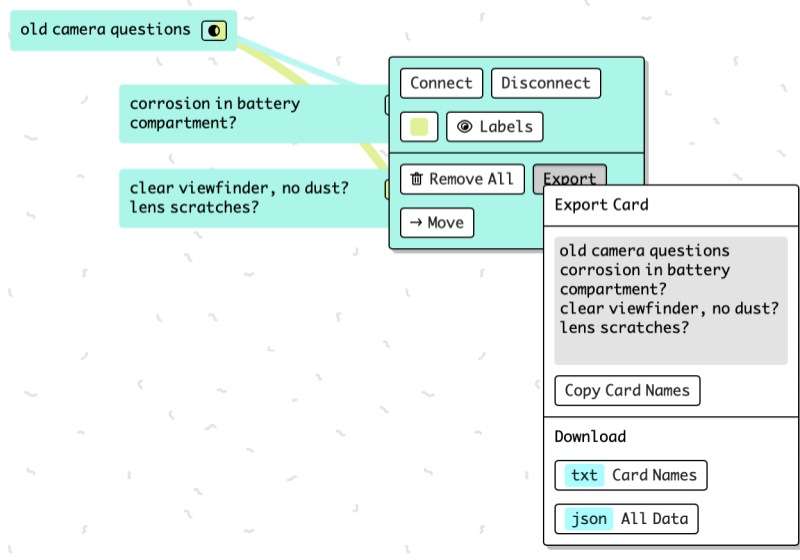 old camera questions
corrosion in battery
compartment?
clear viewfinder, no dust?
lens scratches?
Connect
Disconnect
Labels
Remove All
Export
→ Move
Export Card
old camera questions
corrosion in battery
compartment?
clear viewfinder, no dust?
lens scratches?
Copy Card Names
Download
txt Card Names
json All Data